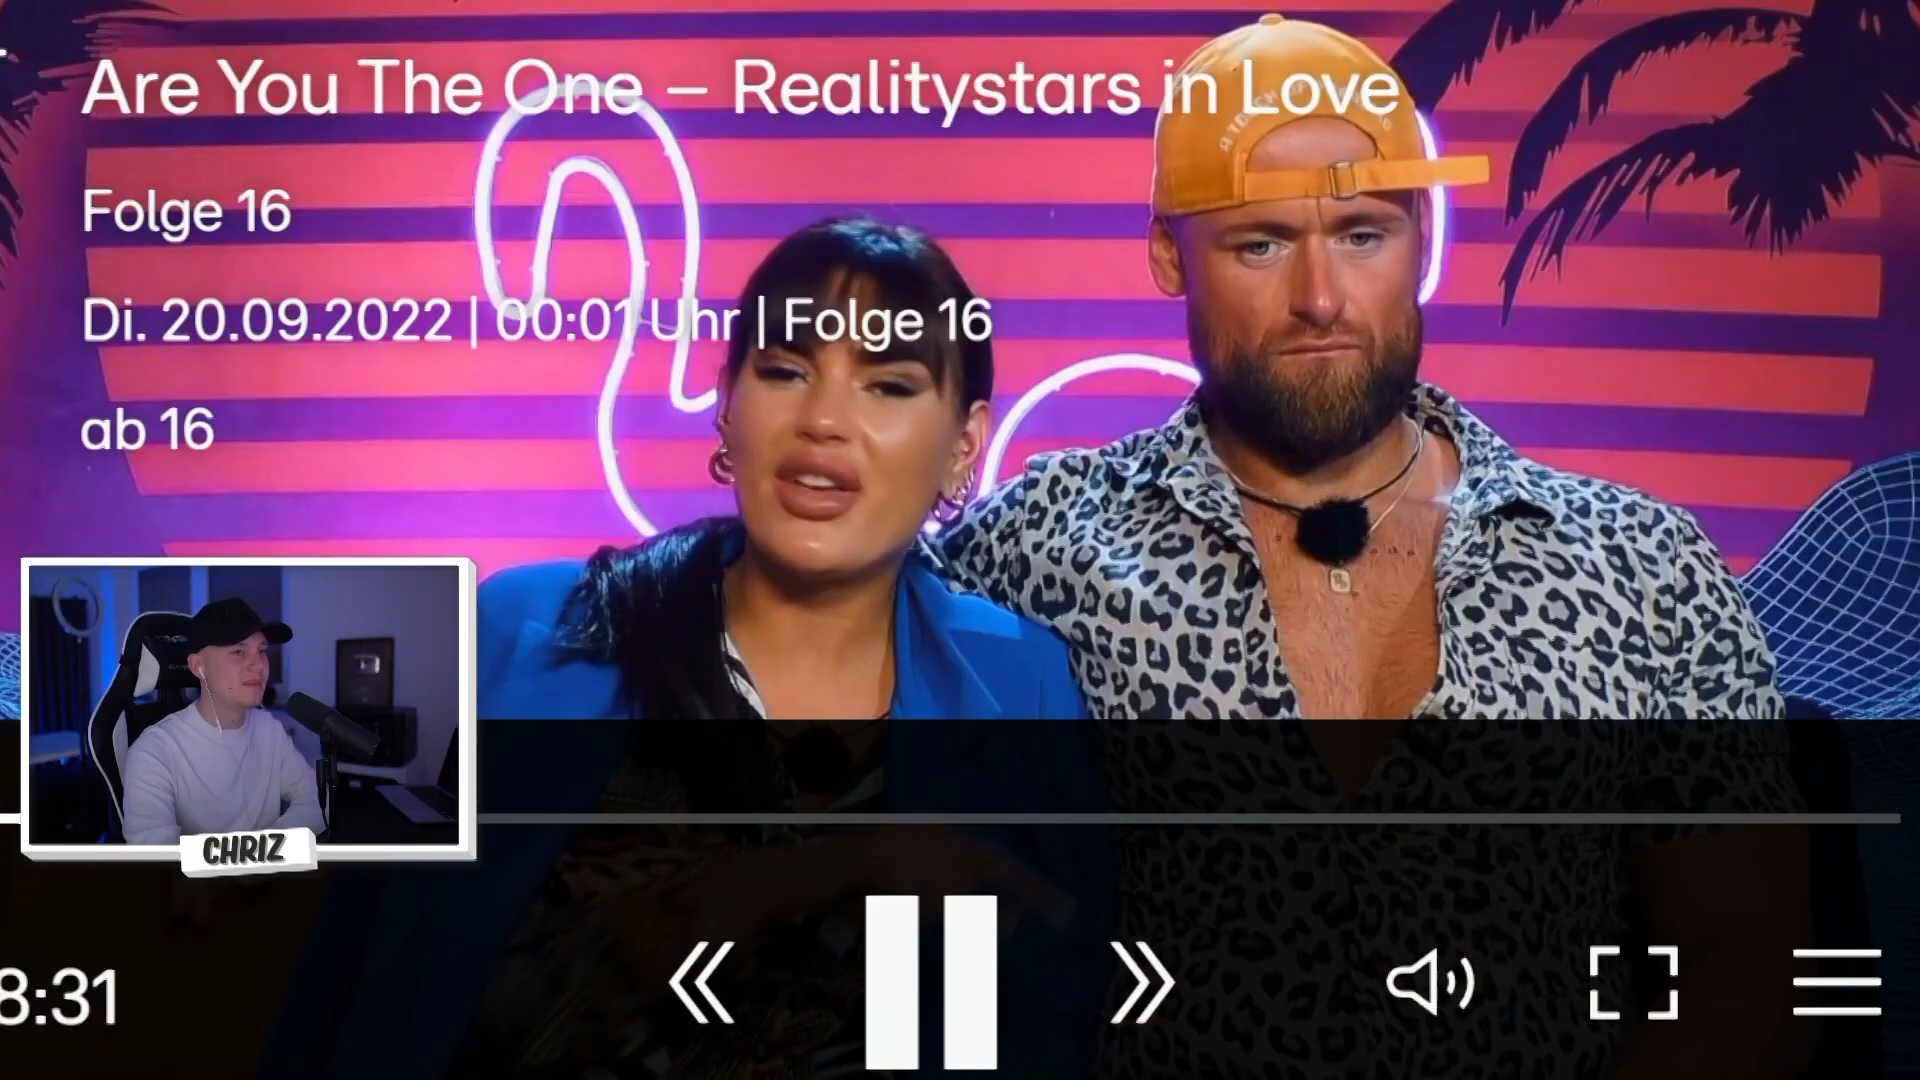 Are You The One – Realitystars in Love
Folge 16
Di. 20.09.2022 | 00:01 Uhr | Folge 16
ab 16
CHRIZ
8:31